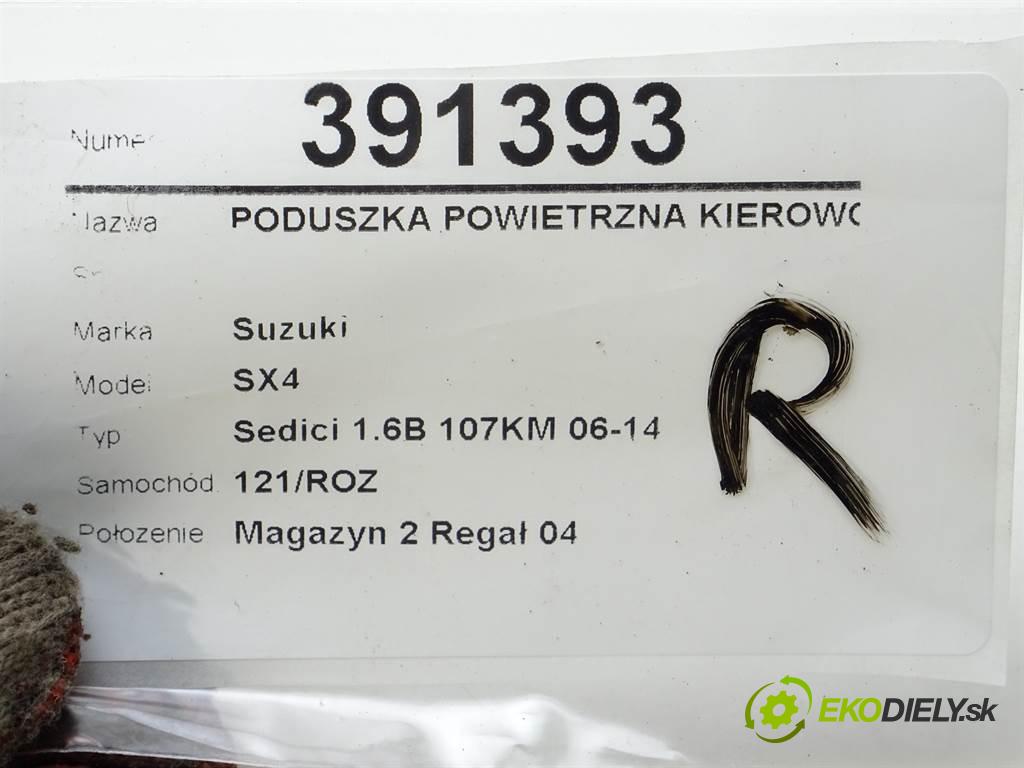 391393
Nazwa PODUSZKA POWIETRZNA KIEROWC
Marka Suzuki
Model SX4
Typ Sedici 1.6B 107KM 06-14
Samochód 121/ROZ
Położenie Magazyn 2 Regał 04
R
EKODIELY.sk